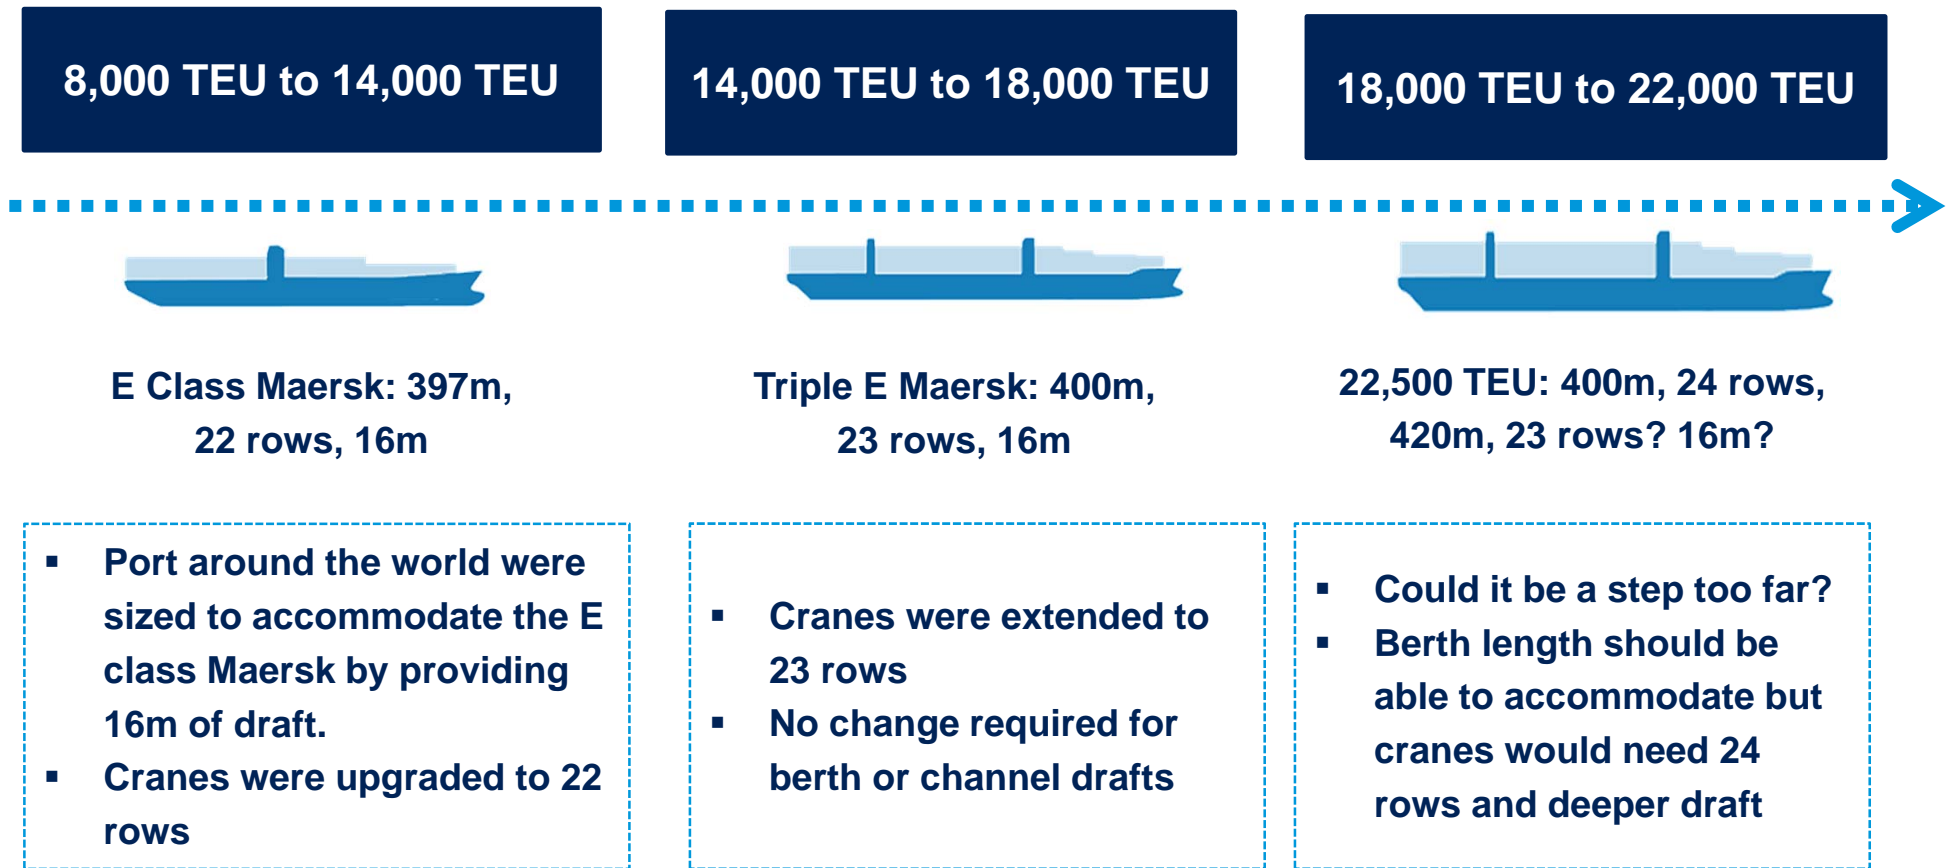 8,000 TEU to 14,000 TEU
14,000 TEU to 18,000 TEU
18,000 TEU to 22,000 TEU
E Class Maersk: 397m,
22 rows, 16m
Triple E Maersk: 400m,
23 rows, 16m
22,500 TEU: 400m, 24 rows,
420m, 23 rows? 16m?
▪ Port around the world were
sized to accommodate the E
class Maersk by providing
16m of draft.
▪ Cranes were upgraded to 22
rows
▪ Cranes were extended to
23 rows
▪ No change required for
berth or channel drafts
▪ Could it be a step too far?
▪ Berth length should be
able to accommodate but
cranes would need 24
rows and deeper draft